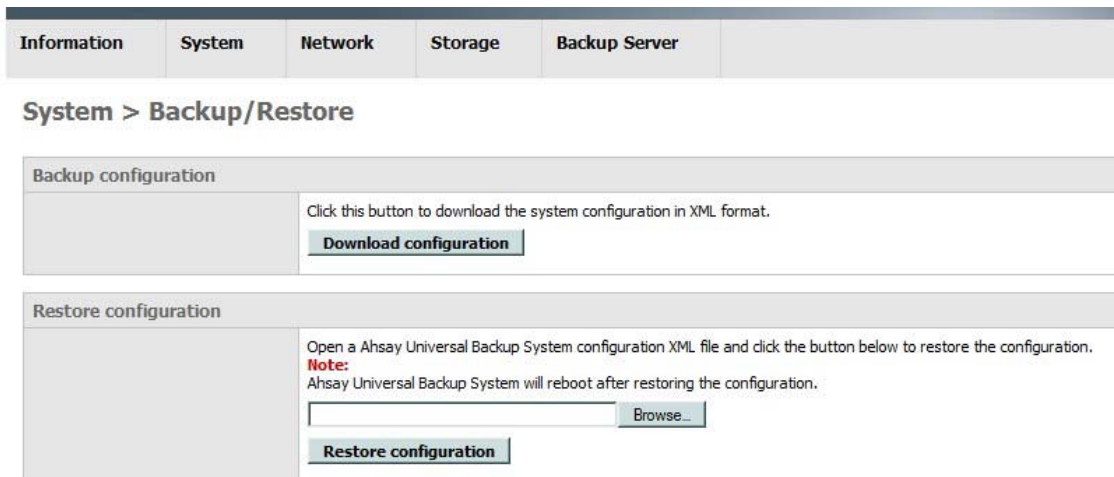 Information System Network Storage Backup Server
System > Backup/Restore
Backup configuration
Click this button to download the system configuration in XML format.
Download configuration
Restore configuration
Open a Ahsay Universal Backup System configuration XML file and click the button below to restore the configuration.
Note:
Ahsay Universal Backup System will reboot after restoring the configuration.
Browse...
Restore configuration